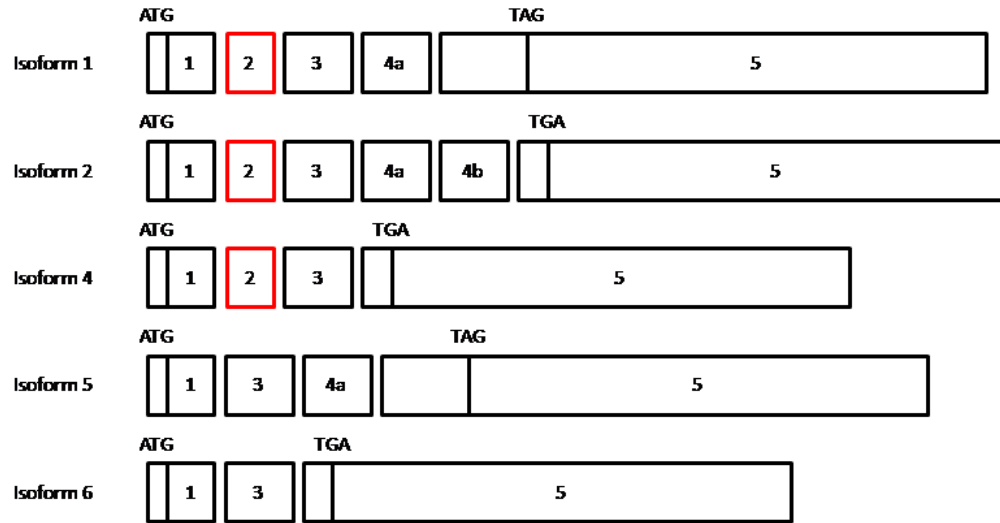 ATG TAG
Isoform 1 1 2 3 4a 5
ATG TGA
Isoform 2 1 2 3 4a 4b 5
ATG TGA
Isoform 4 1 2 3 5
ATG TAG
Isoform 5 1 3 4a 5
ATG TGA
Isoform 6 1 3 5